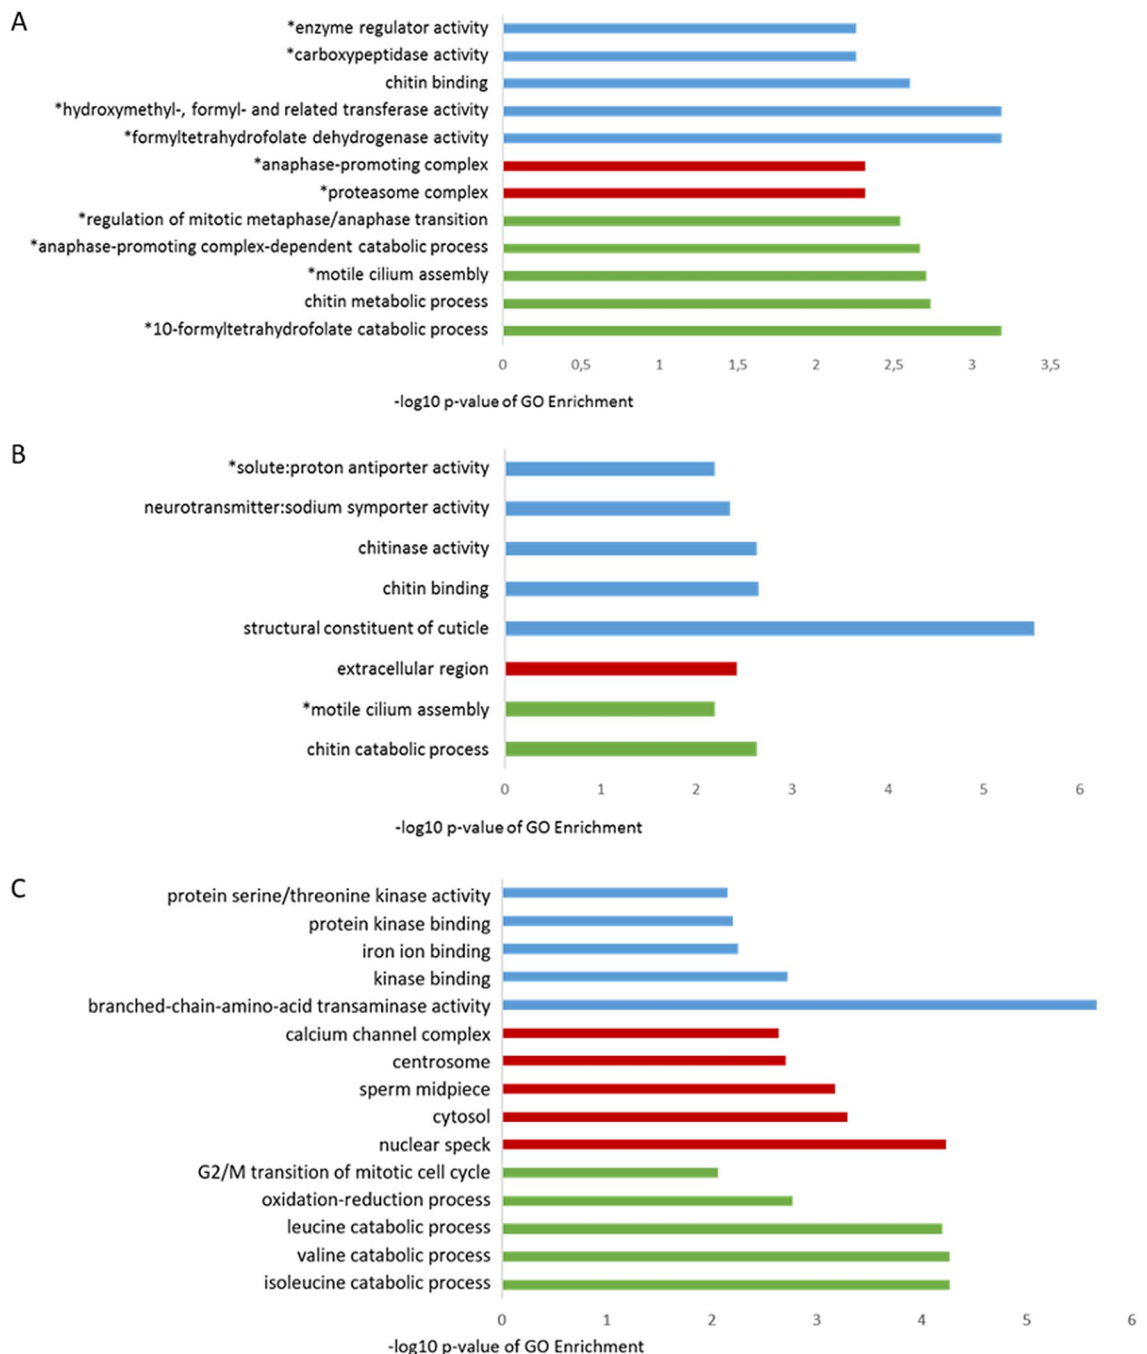 A
*enzyme regulator activity
*carboxypeptidase activity
chitin binding
*hydroxymethyl-, formyl- and related transferase activity
*formyltetrahydrofolate dehydrogenase activity
*anaphase-promoting complex
*proteasome complex
*regulation of mitotic metaphase/anaphase transition
*anaphase-promoting complex-dependent catabolic process
*motile cilium assembly
chitin metabolic process
*10-formyltetrahydrofolate catabolic process
0 0,5 1 1,5 2 2,5 3 3,5
-log10 p-value of GO Enrichment
B
*solute:proton antiporter activity
neurotransmitter:sodium symporter activity
chitinase activity
chitin binding
structural constituent of cuticle
extracellular region
*motile cilium assembly
chitin catabolic process
0 1 2 3 4 5 6
-log10 p-value of GO Enrichment
C
protein serine/threonine kinase activity
protein kinase binding
iron ion binding
kinase binding
branched-chain-amino-acid transaminase activity
calcium channel complex
centrosome
sperm midpiece
cytosol
nuclear speck
G2/M transition of mitotic cell cycle
oxidation-reduction process
leucine catabolic process
valine catabolic process
isoleucine catabolic process
0 1 2 3 4 5 6
-log10 p-value of GO Enrichment